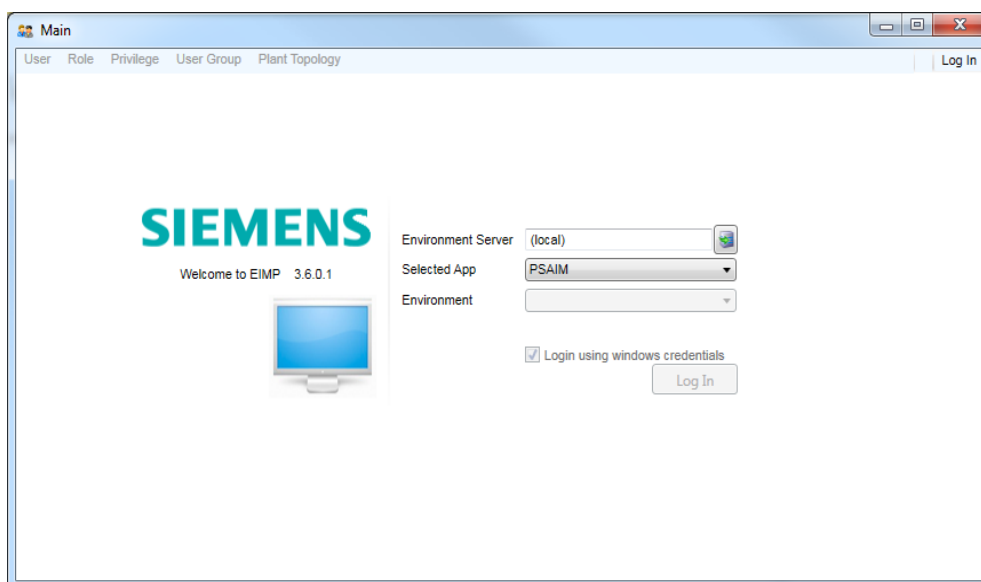 Main
User Role Privilege User Group Plant Topology Log In
SIEMENS
Welcome to EIMP 3.6.0.1
Environment Server (local)
Selected App PSAIM
Environment
Login using windows credentials
Log In